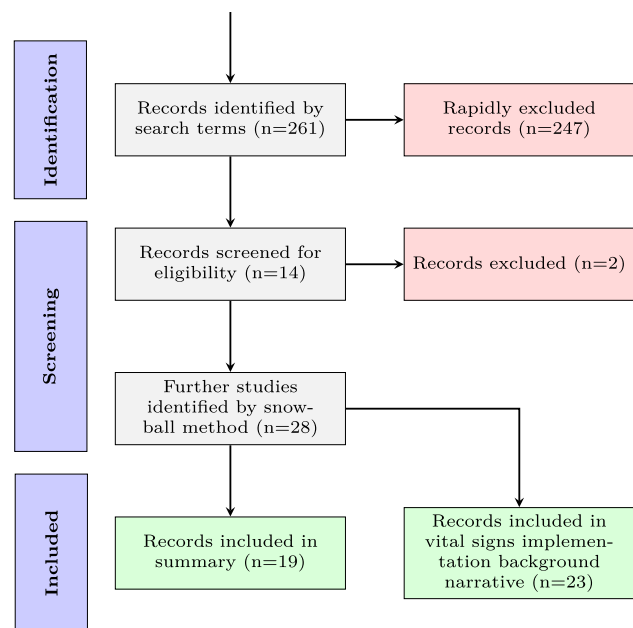 Identification
Records identified by
search terms (n=261)
Rapidly excluded
records (n=247)
Screening
Records screened for
eligibility (n=14)
Records excluded (n=2)
Further studies
identified by snow-
ball method (n=28)
Included
Records included in
summary (n=19)
Records included in
vital signs implemen-
tation background
narrative (n=23)